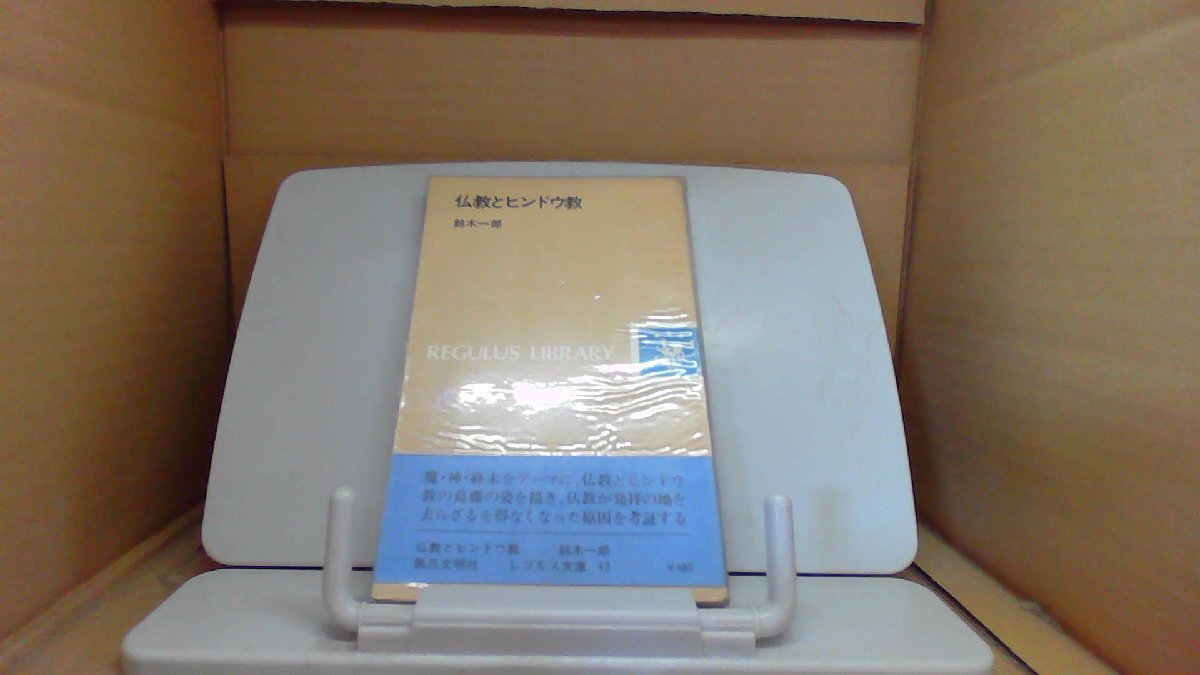 仏教とヒンドウ教
鈴木一郎
REGULUS LIBRARY
魔・神・終末をテーマに、仏教とヒンドウ
教の葛藤の姿を描き、仏教が発祥の地を
去らざるを得なくなった原因を考証する
仏教とヒンドウ教 鈴木一郎
第三文明社 レグルス文庫 43 ¥480